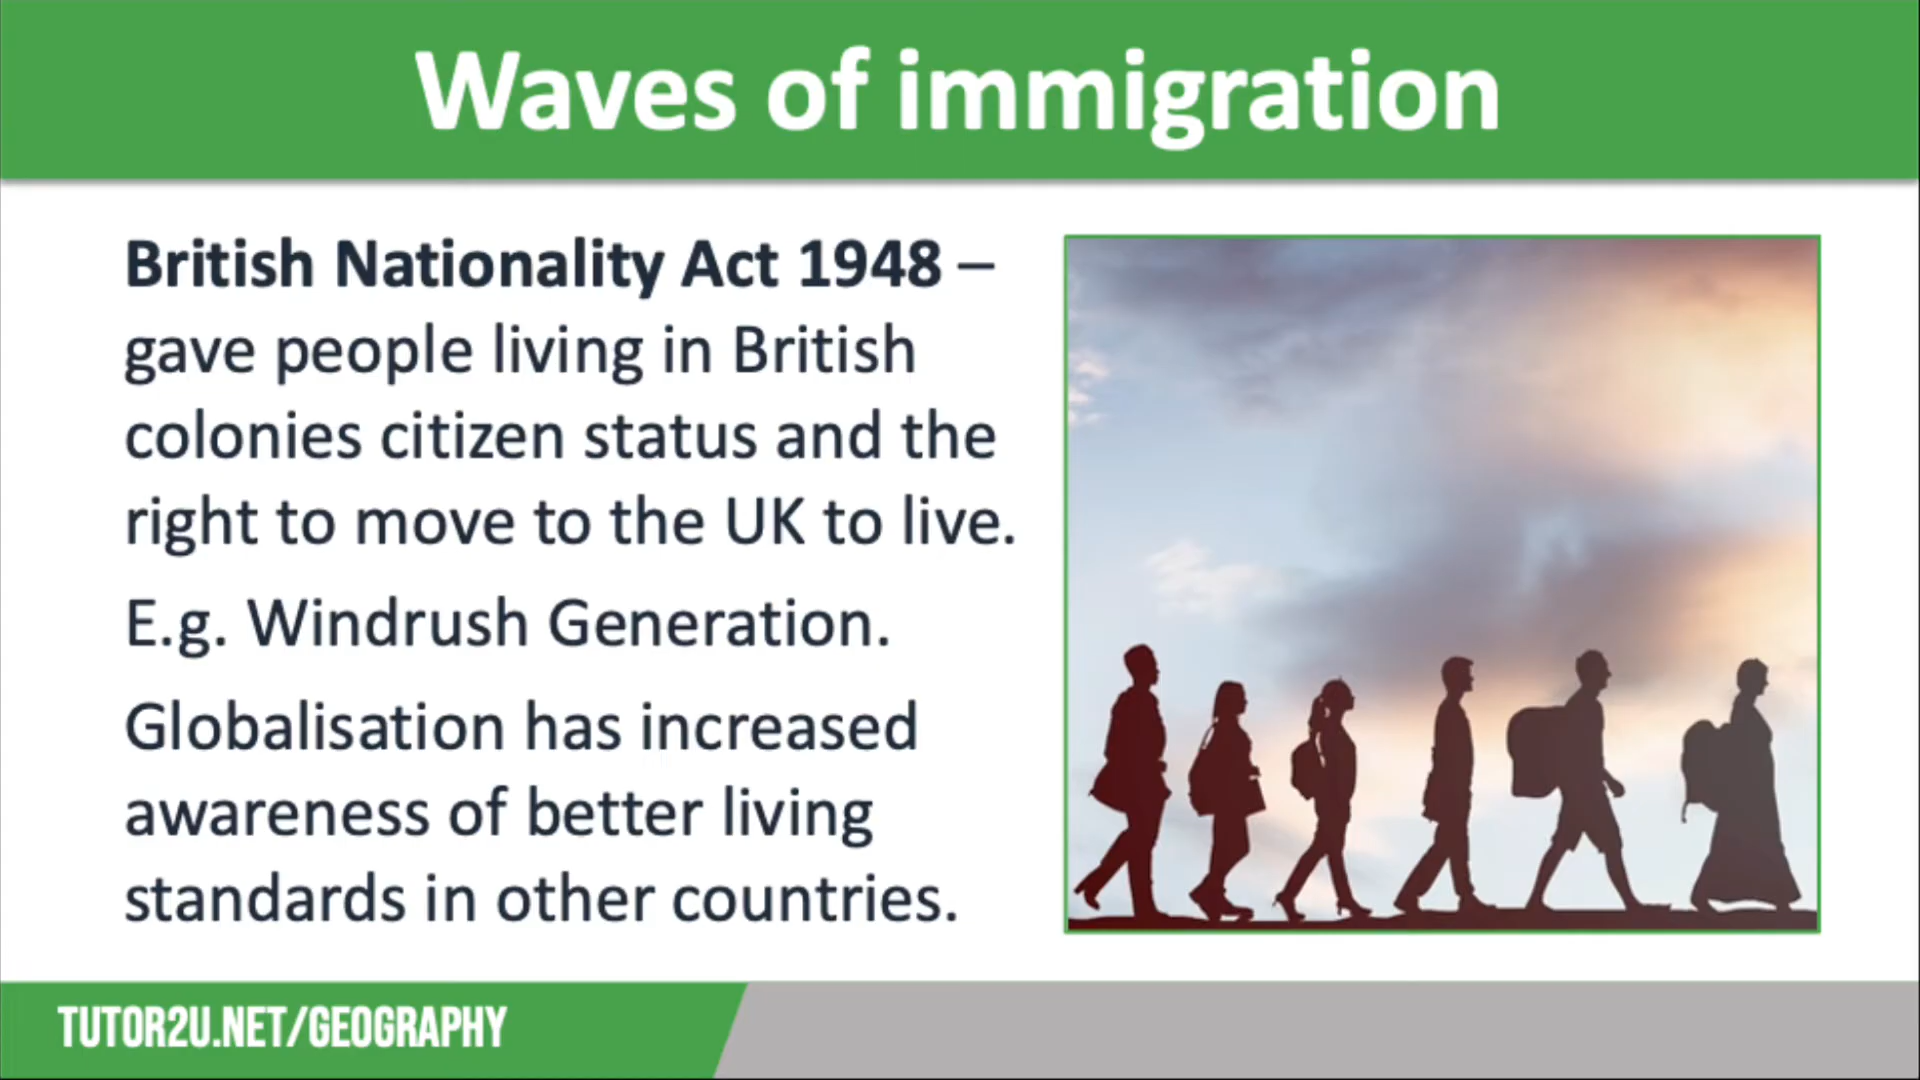 Waves of immigration
British Nationality Act 1948 –
gave people living in British
colonies citizen status and the
right to move to the UK to live.
E.g. Windrush Generation.
Globalisation has increased
awareness of better living
standards in other countries.
TUTOR2U.NET/GEOGRAPHY